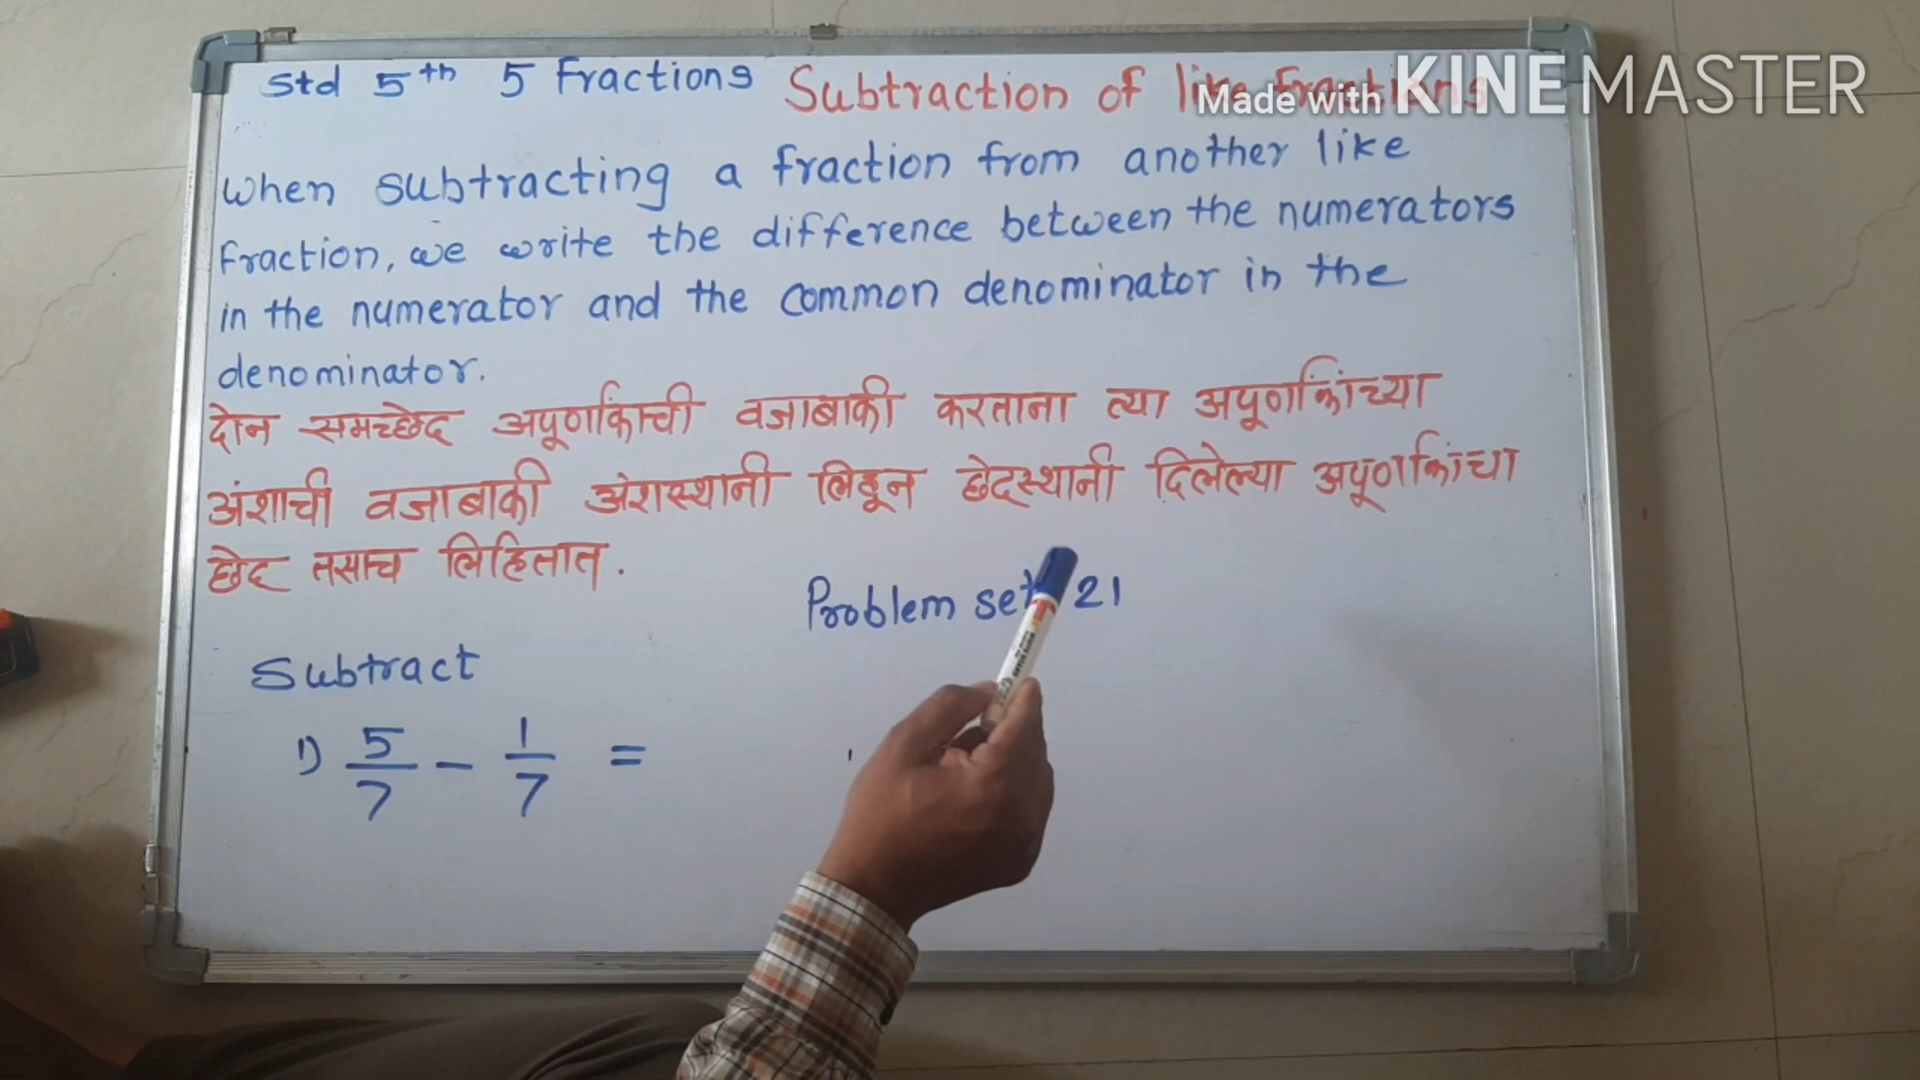 Std 5th 5 Fractions Subtraction of like Fractions
Made with KINEMASTER
When subtracting a fraction from another like
fraction, we write the difference between the numerators
in the numerator and the common denominator in the
denominator.
दोन समच्छेद अपूर्णांकाची वजाबाकी करताना त्या अपूर्णांकांच्या
अंशाची वजाबाकी अंशस्थानी लिहून छेदस्थानी दिलेल्या अपूर्णांकांचा
छेद तसाच लिहितात.
Problem set 21
Subtract
1) 5/7 - 1/7 =